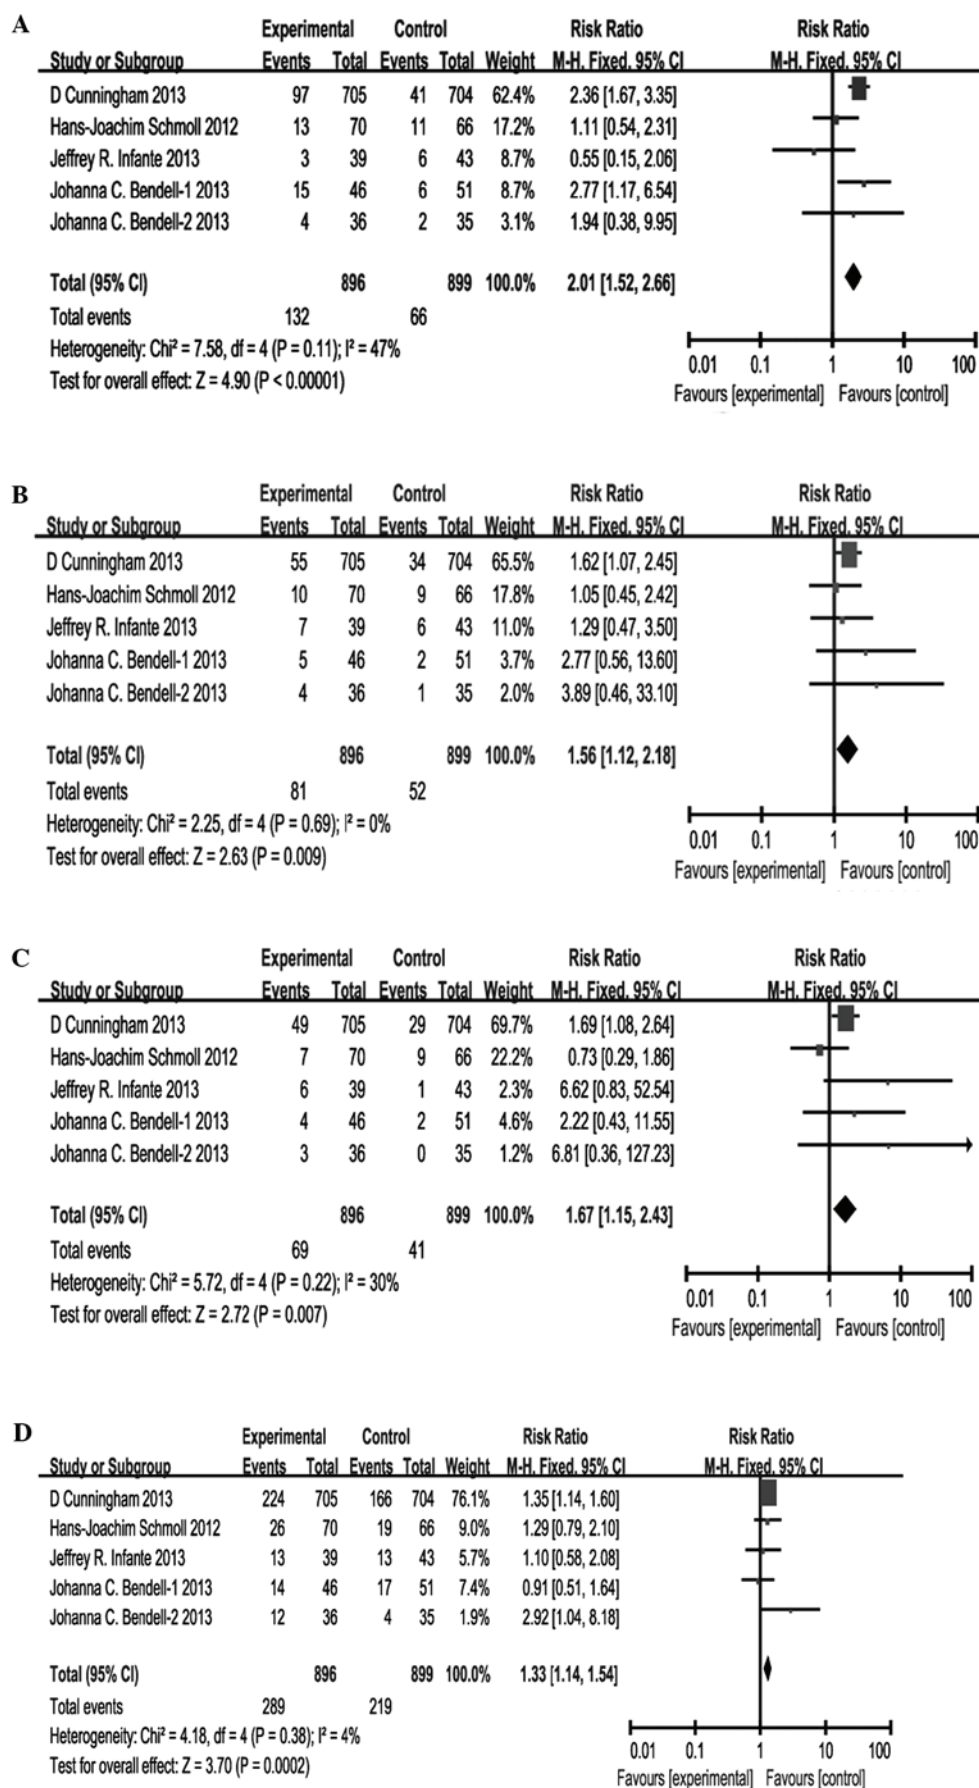 A
Experimental Control Risk Ratio Risk Ratio
Study or Subgroup Events Total Events Total Weight M-H. Fixed. 95% CI M-H. Fixed. 95% CI
D Cunningham 2013 97 705 41 704 62.4% 2.36 [1.67, 3.35]
Hans-Joachim Schmoll 2012 13 70 11 66 17.2% 1.11 [0.54, 2.31]
Jeffrey R. Infante 2013 3 39 6 43 8.7% 0.55 [0.15, 2.06]
Johanna C. Bendell-1 2013 15 46 6 51 8.7% 2.77 [1.17, 6.54]
Johanna C. Bendell-2 2013 4 36 2 35 3.1% 1.94 [0.38, 9.95]
Total (95% CI) 896 899 100.0% 2.01 [1.52, 2.66]
Total events 132 66
Heterogeneity: Chi² = 7.58, df = 4 (P = 0.11); I² = 47%
Test for overall effect: Z = 4.90 (P < 0.00001)
0.01 0.1 1 10 100
Favours [experimental] Favours [control]
B
Experimental Control Risk Ratio Risk Ratio
Study or Subgroup Events Total Events Total Weight M-H. Fixed. 95% CI M-H. Fixed. 95% CI
D Cunningham 2013 55 705 34 704 65.5% 1.62 [1.07, 2.45]
Hans-Joachim Schmoll 2012 10 70 9 66 17.8% 1.05 [0.45, 2.42]
Jeffrey R. Infante 2013 7 39 6 43 11.0% 1.29 [0.47, 3.50]
Johanna C. Bendell-1 2013 5 46 2 51 3.7% 2.77 [0.56, 13.60]
Johanna C. Bendell-2 2013 4 36 1 35 2.0% 3.89 [0.46, 33.10]
Total (95% CI) 896 899 100.0% 1.56 [1.12, 2.18]
Total events 81 52
Heterogeneity: Chi² = 2.25, df = 4 (P = 0.69); I² = 0%
Test for overall effect: Z = 2.63 (P = 0.009)
0.01 0.1 1 10 100
Favours [experimental] Favours [control]
C
Experimental Control Risk Ratio Risk Ratio
Study or Subgroup Events Total Events Total Weight M-H. Fixed. 95% CI M-H. Fixed. 95% CI
D Cunningham 2013 49 705 29 704 69.7% 1.69 [1.08, 2.64]
Hans-Joachim Schmoll 2012 7 70 9 66 22.2% 0.73 [0.29, 1.86]
Jeffrey R. Infante 2013 6 39 1 43 2.3% 6.62 [0.83, 52.54]
Johanna C. Bendell-1 2013 4 46 2 51 4.6% 2.22 [0.43, 11.55]
Johanna C. Bendell-2 2013 3 36 0 35 1.2% 6.81 [0.36, 127.23]
Total (95% CI) 896 899 100.0% 1.67 [1.15, 2.43]
Total events 69 41
Heterogeneity: Chi² = 5.72, df = 4 (P = 0.22); I² = 30%
Test for overall effect: Z = 2.72 (P = 0.007)
0.01 0.1 1 10 100
Favours [experimental] Favours [control]
D
Experimental Control Risk Ratio Risk Ratio
Study or Subgroup Events Total Events Total Weight M-H. Fixed. 95% CI M-H. Fixed. 95% CI
D Cunningham 2013 224 705 166 704 76.1% 1.35 [1.14, 1.60]
Hans-Joachim Schmoll 2012 26 70 19 66 9.0% 1.29 [0.79, 2.10]
Jeffrey R. Infante 2013 13 39 13 43 5.7% 1.10 [0.58, 2.08]
Johanna C. Bendell-1 2013 14 46 17 51 7.4% 0.91 [0.51, 1.64]
Johanna C. Bendell-2 2013 12 36 4 35 1.9% 2.92 [1.04, 8.18]
Total (95% CI) 896 899 100.0% 1.33 [1.14, 1.54]
Total events 289 219
Heterogeneity: Chi² = 4.18, df = 4 (P = 0.38); I² = 4%
Test for overall effect: Z = 3.70 (P = 0.0002)
0.01 0.1 1 10 100
Favours [experimental] Favours [control]